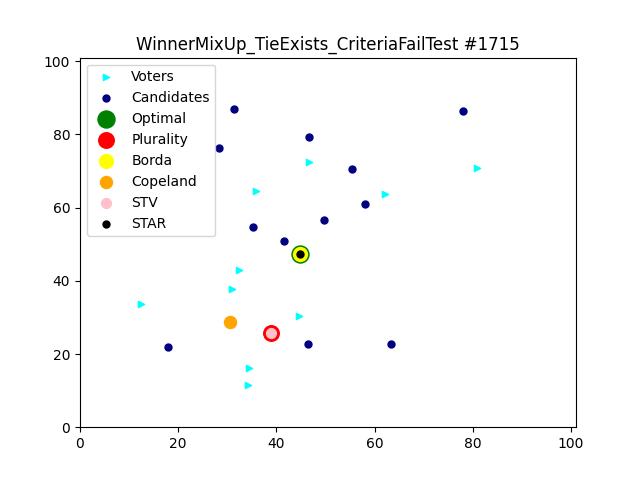 WinnerMixUp_TieExists_CriteriaFailTest #1715
Voters
Candidates
Optimal
Plurality
Borda
Copeland
STV
STAR
100
80
60
40
20
0
0 20 40 60 80 100